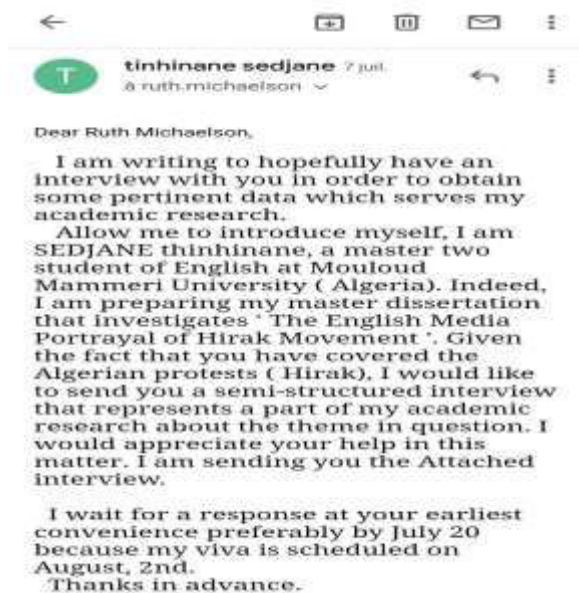 T
tinhinane sedjane 7 juil.
à ruth.michaelson
Dear Ruth Michaelson,
I am writing to hopefully have an
interview with you in order to obtain
some pertinent data which serves my
academic research.
Allow me to introduce myself, I am
SEDJANE thinhinane, a master two
student of English at Mouloud
Mammeri University ( Algeria). Indeed,
I am preparing my master dissertation
that investigates ' The English Media
Portrayal of Hirak Movement '. Given
the fact that you have covered the
Algerian protests ( Hirak), I would like
to send you a semi-structured interview
that represents a part of my academic
research about the theme in question. I
would appreciate your help in this
matter. I am sending you the Attached
interview.
I wait for a response at your earliest
convenience preferably by July 20
because my viva is scheduled on
August, 2nd.
Thanks in advance.